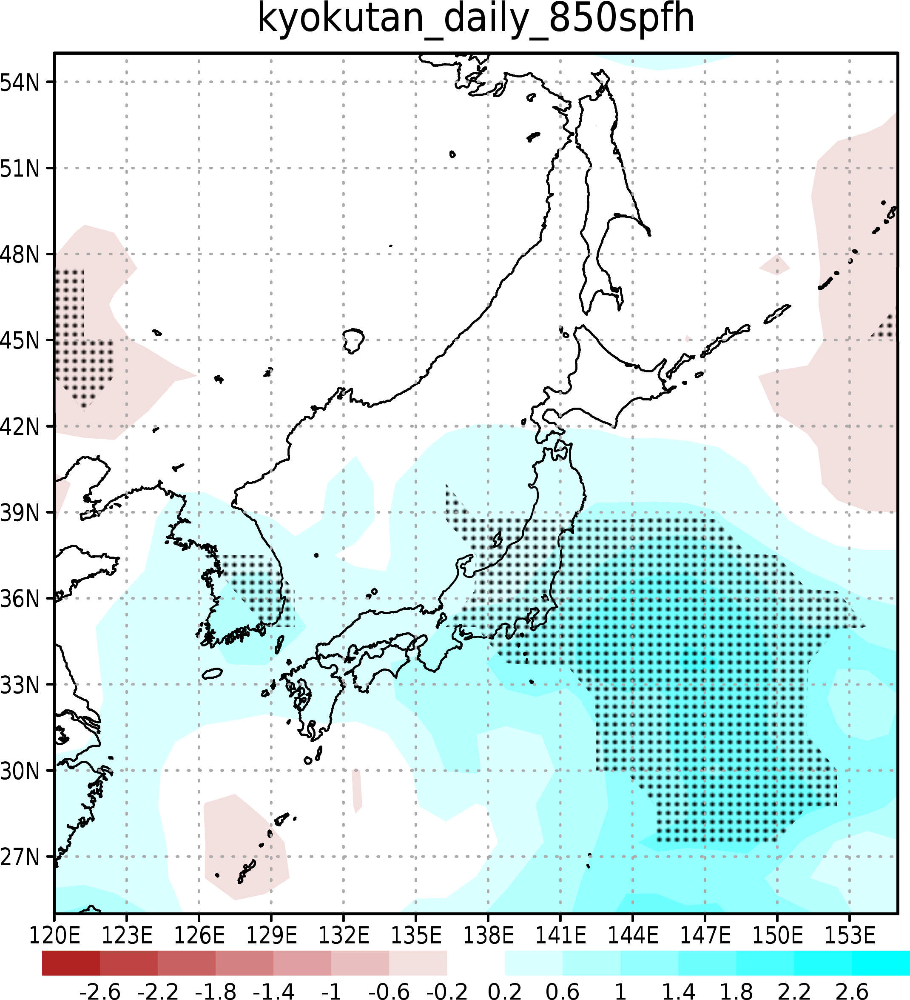 kyokutan_daily_850spfh
54N
51N
48N
45N
42N
39N
36N
33N
30N
27N
120E 123E 126E 129E 132E 135E 138E 141E 144E 147E 150E 153E
-2.6 -2.2 -1.8 -1.4 -1 -0.6 -0.2 0.2 0.6 1 1.4 1.8 2.2 2.6